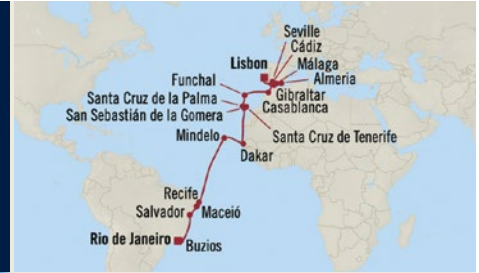 Seville
Cádiz
Lisbon
Málaga
Almeria
Funchal
Gibraltar
Santa Cruz de la Palma
Casablanca
San Sebastián de la Gomera
Mindelo
Santa Cruz de Tenerife
Dakar
Recife
Salvador
Maceió
Rio de Janeiro
Buzios